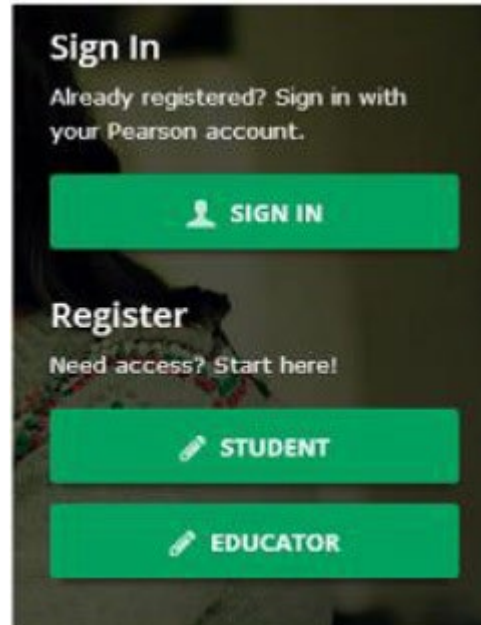 Sign In
Already registered? Sign in with
your Pearson account.
SIGN IN
Register
Need access? Start here!
STUDENT
EDUCATOR